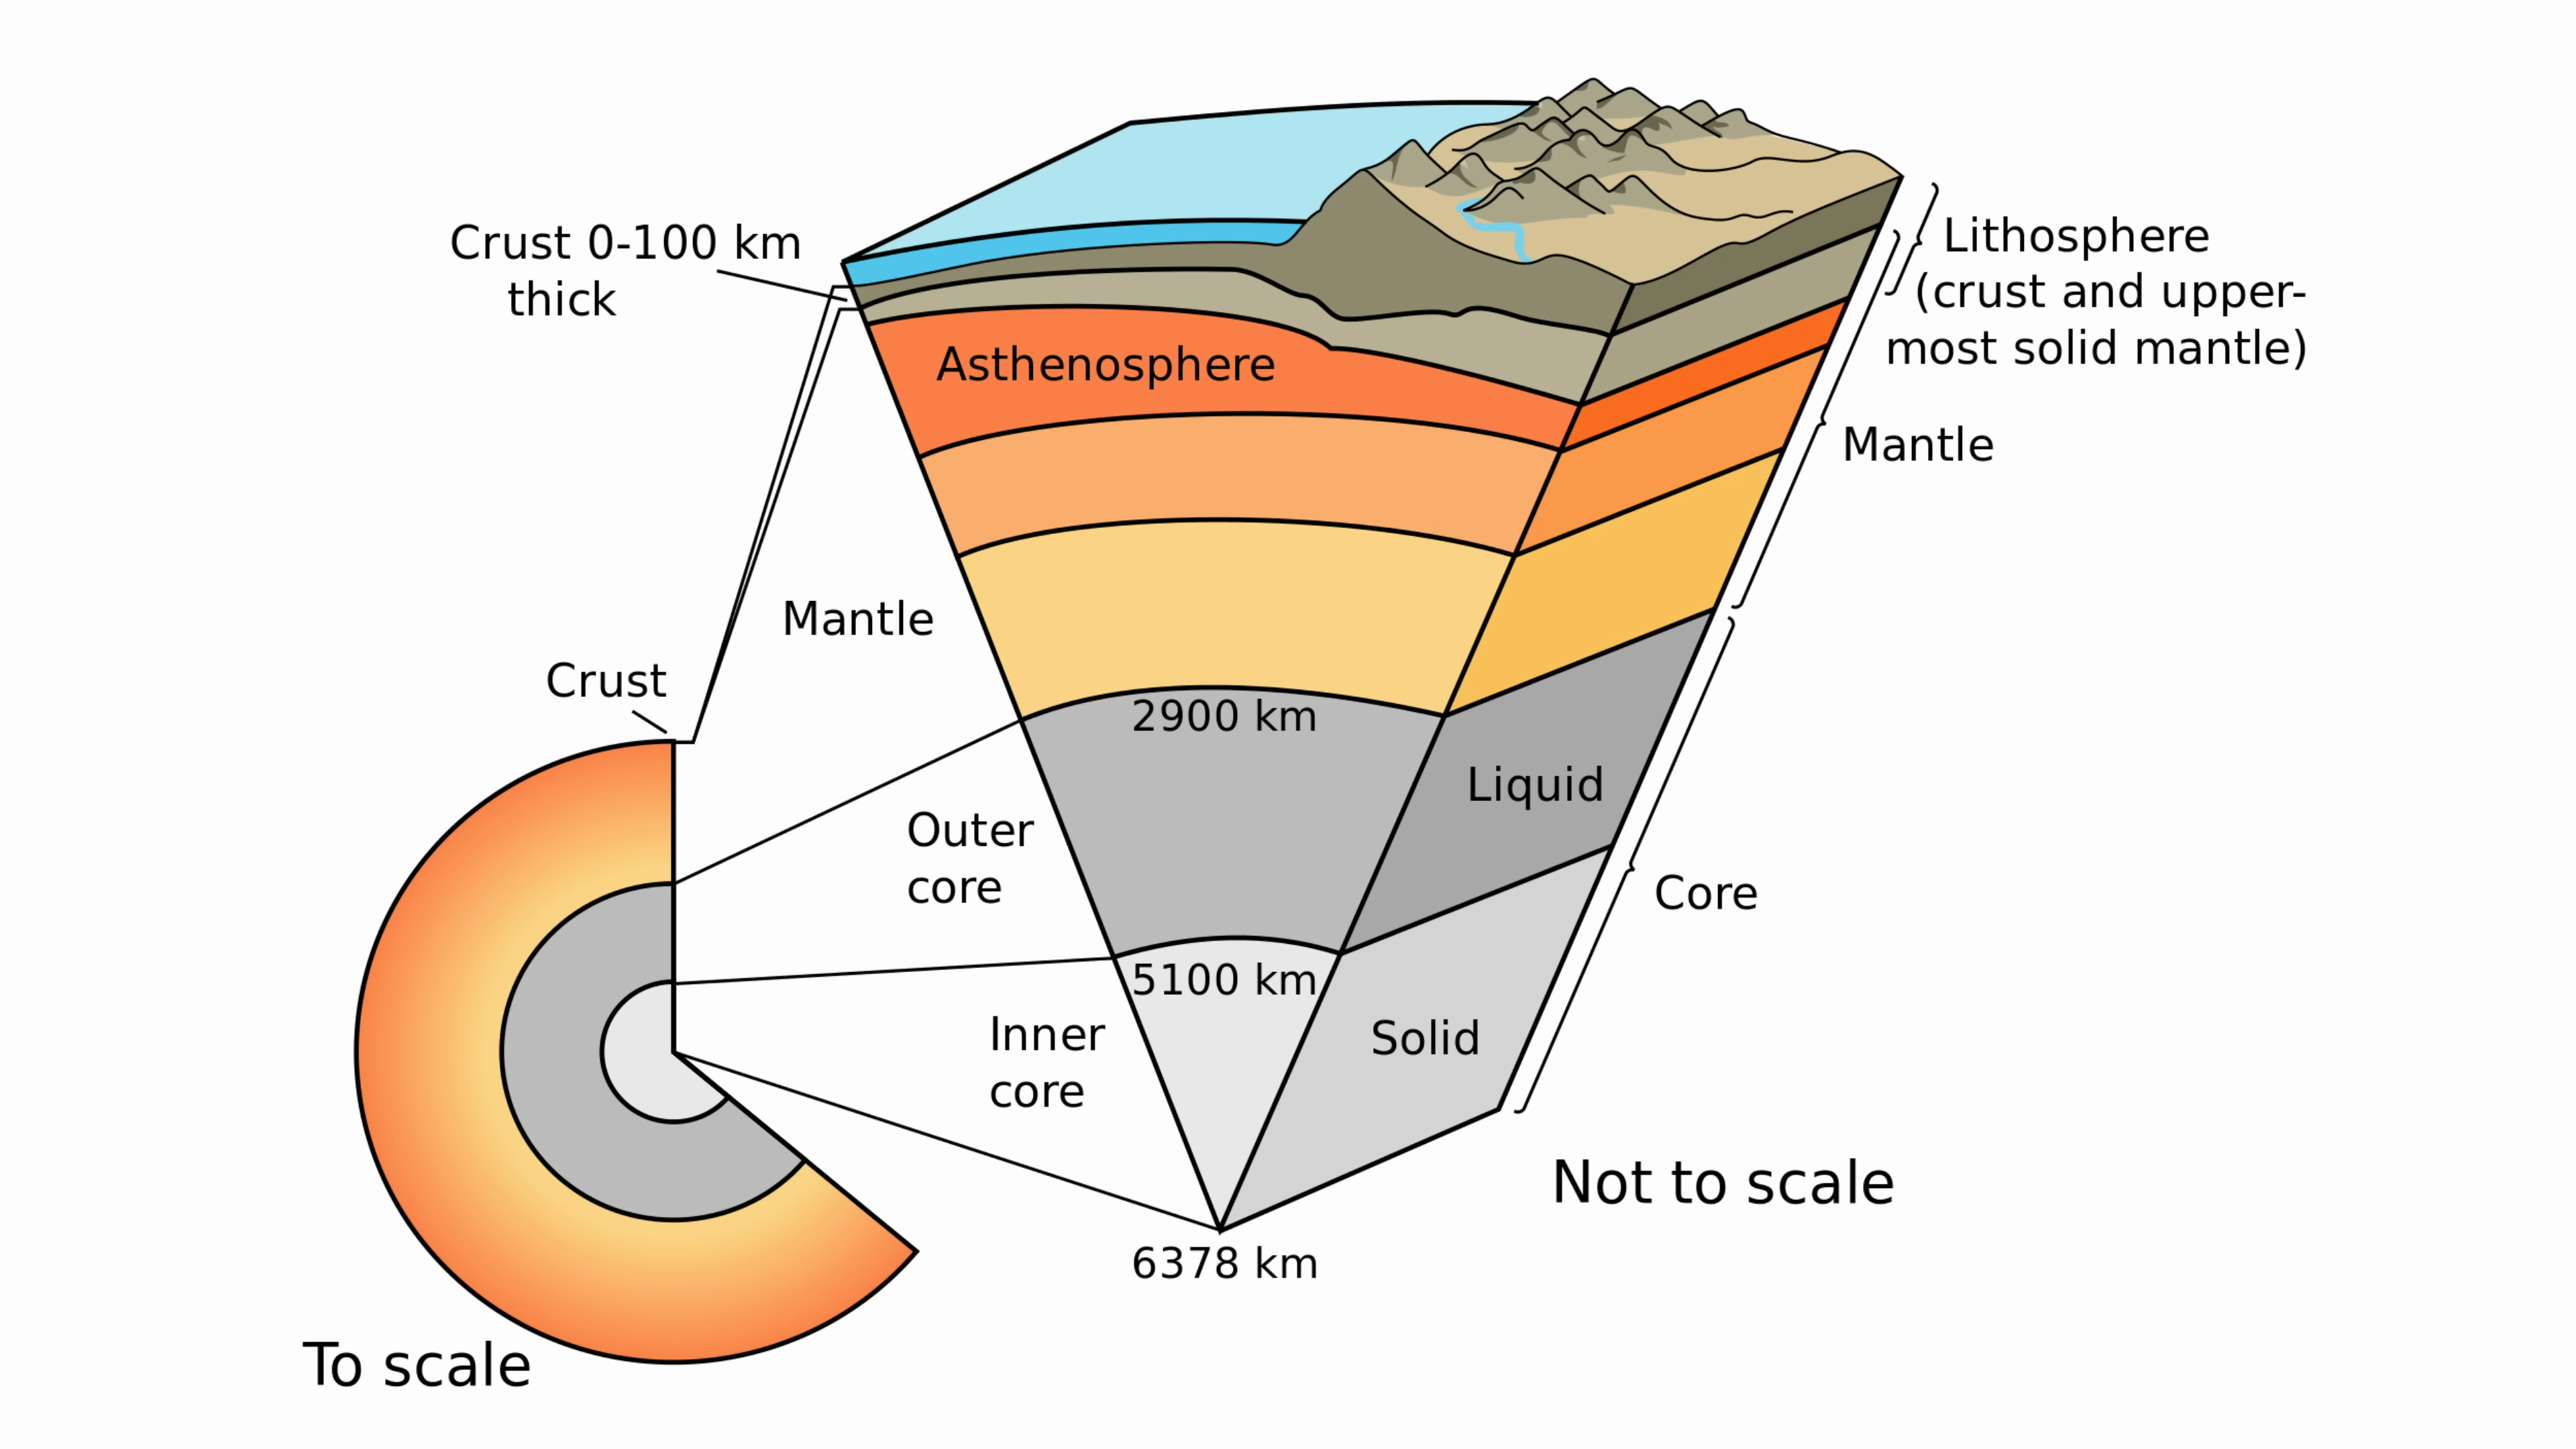 Crust 0-100 km
thick
Lithosphere
(crust and upper-
most solid mantle)
Asthenosphere
Mantle
Mantle
Crust
2900 km
Liquid
Outer
core
Core
5100 km
Inner
core
Solid
Not to scale
6378 km
To scale